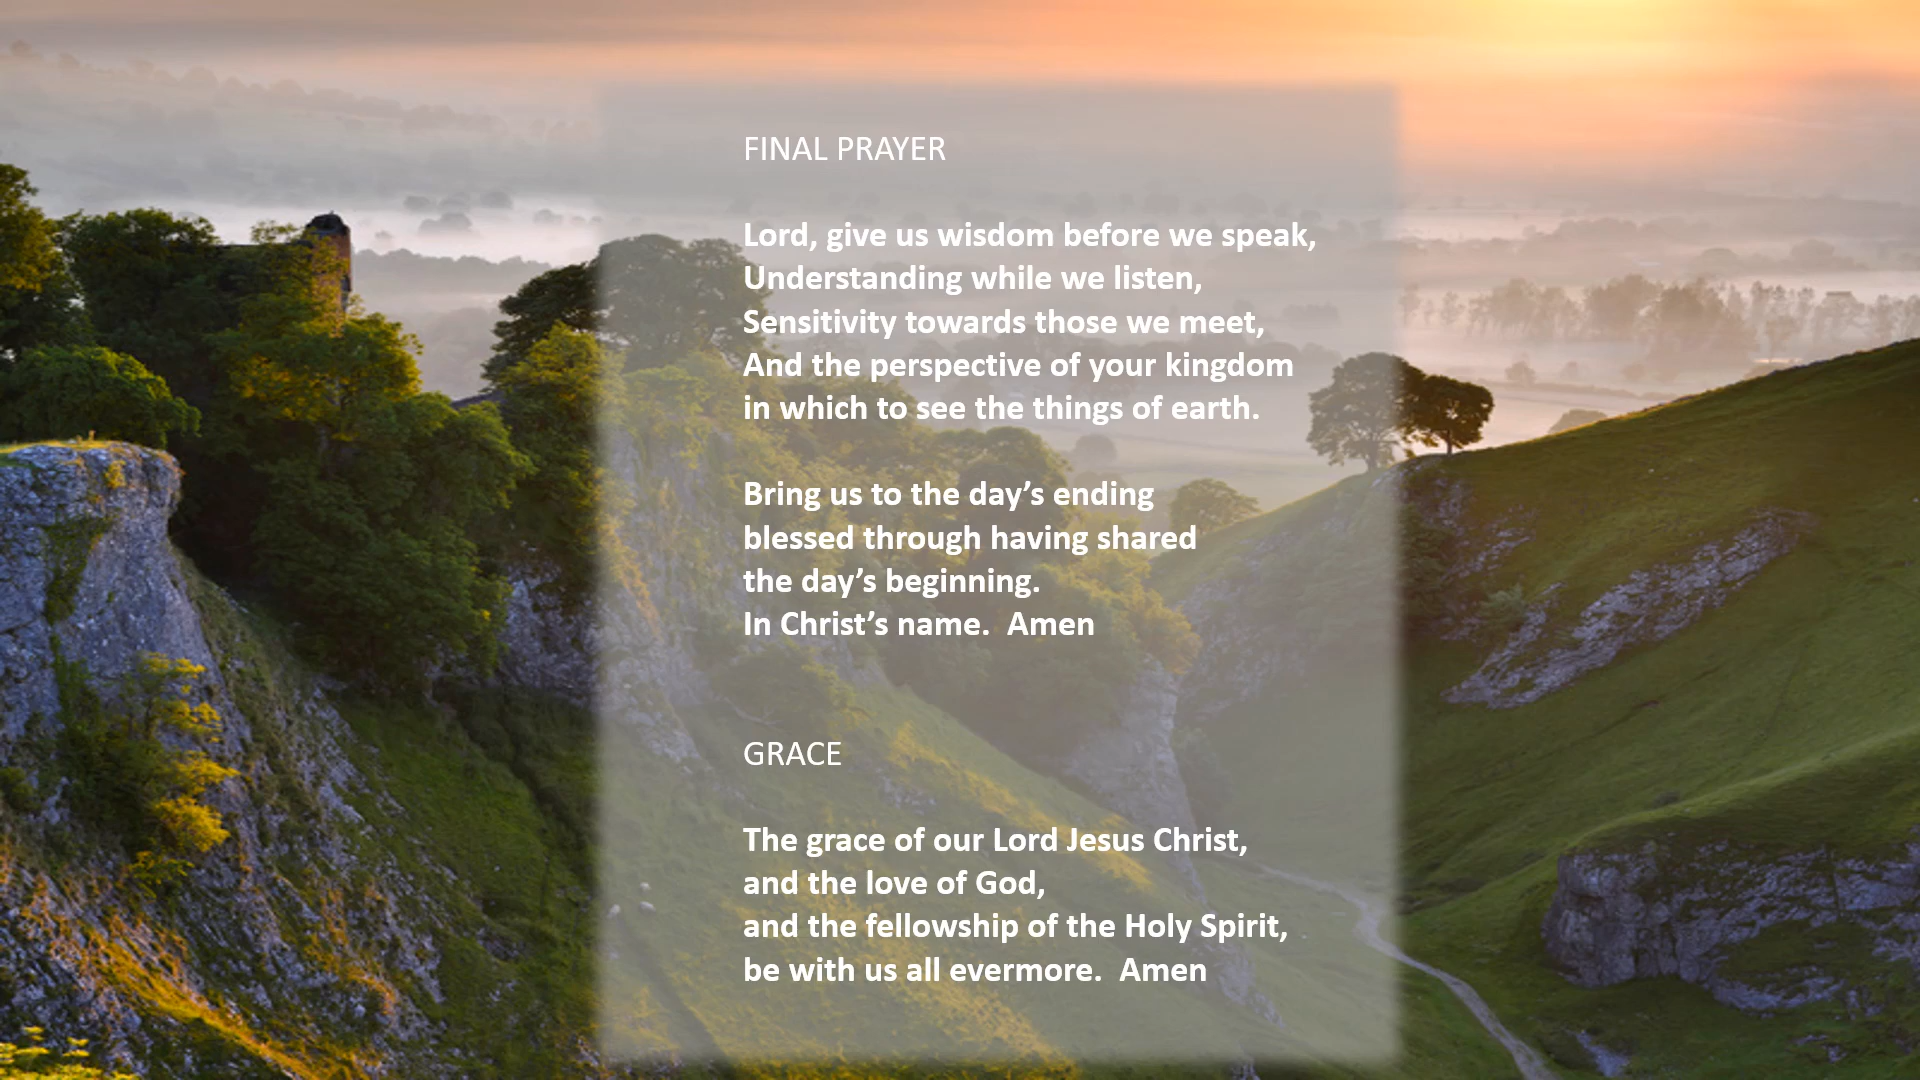 FINAL PRAYER
Lord, give us wisdom before we speak,
Understanding while we listen,
Sensitivity towards those we meet,
And the perspective of your kingdom
in which to see the things of earth.
Bring us to the day’s ending
blessed through having shared
the day’s beginning.
In Christ’s name.  Amen
GRACE
The grace of our Lord Jesus Christ,
and the love of God,
and the fellowship of the Holy Spirit,
be with us all evermore.  Amen